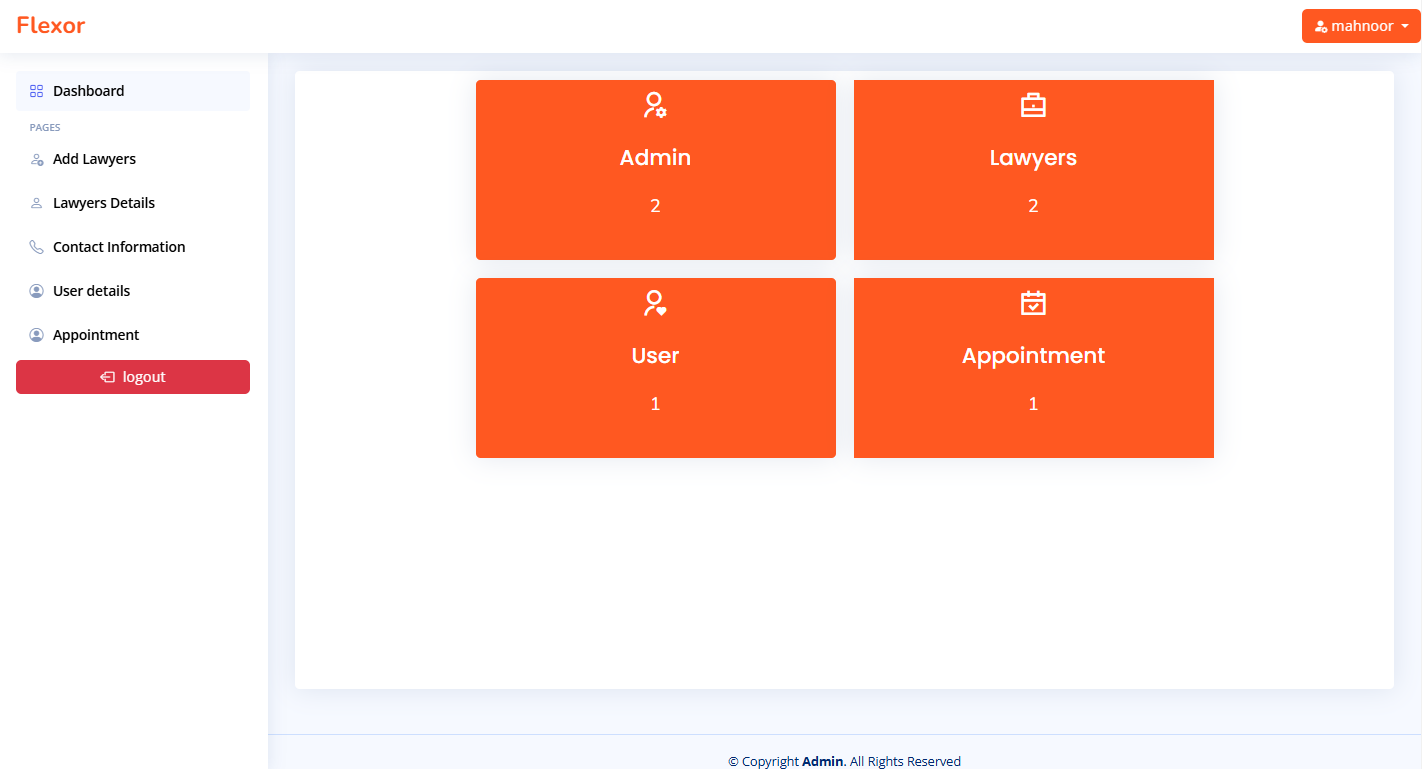 Flexor
mahnoor
Dashboard
PAGES
Add Lawyers
Lawyers Details
Contact Information
User details
Appointment
logout
Admin
2
Lawyers
2
User
1
Appointment
1
© Copyright Admin. All Rights Reserved